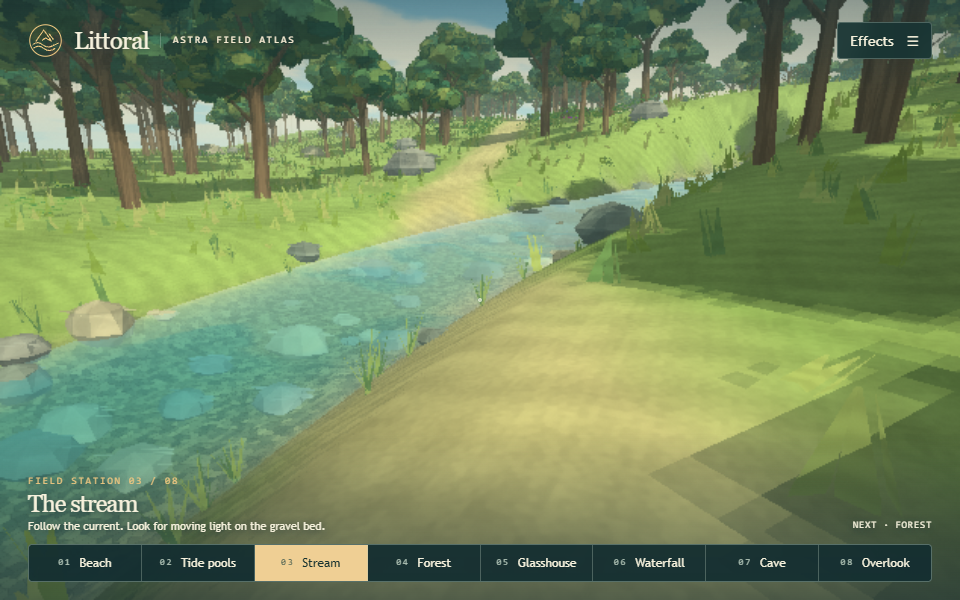 Littoral
ASTRA FIELD ATLAS
Effects
FIELD STATION 03 / 08
The stream
Follow the current. Look for moving light on the gravel bed.
NEXT · FOREST
01 Beach
02 Tide pools
03 Stream
04 Forest
05 Glasshouse
06 Waterfall
07 Cave
08 Overlook